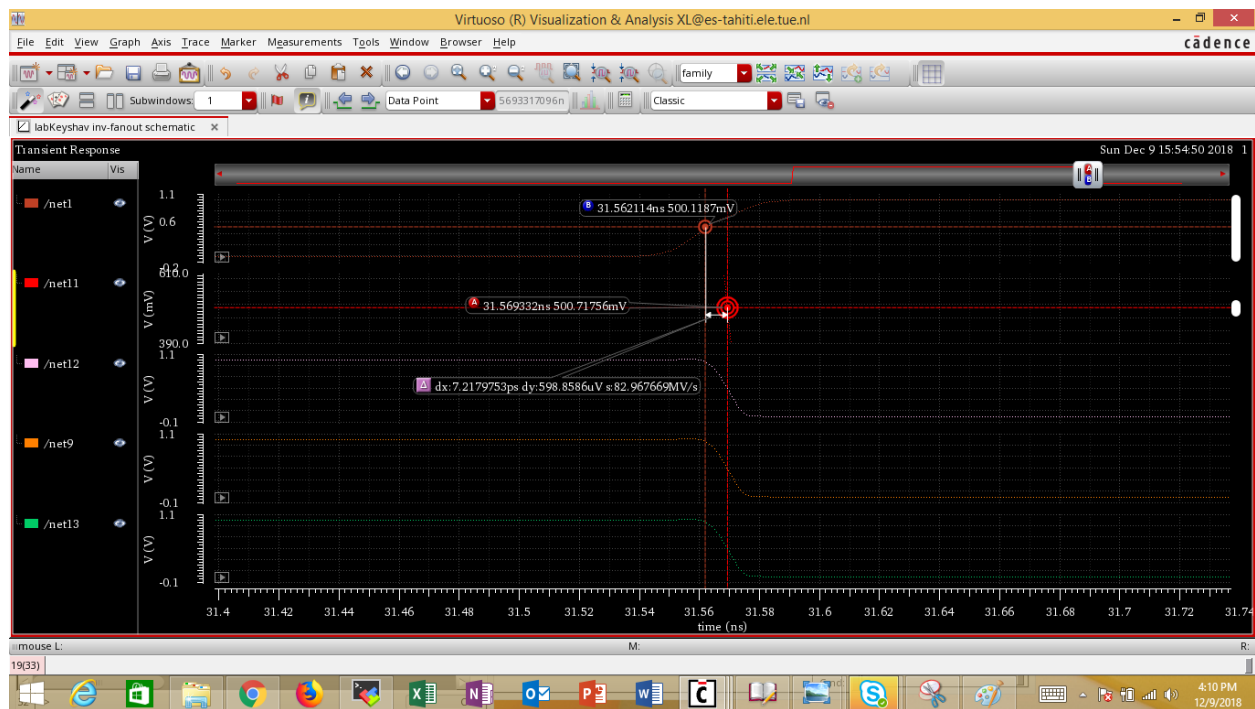 Virtuoso (R) Visualization & Analysis XL@es-tahiti.ele.tue.nl
File Edit View Graph Axis Trace Marker Measurements Tools Window Browser Help
cādence
family
Subwindows: 1
Data Point
5693317096n
Classic
labKeyshav inv-fanout schematic
Transient Response
Sun Dec 9 15:54:50 2018 1
Name Vis
/net1
V (V)
1.1
0.6
-0.2
B 31.562114ns 500.1187mV
/net11
V (mV)
610.0
390.0
A 31.569332ns 500.71756mV
/net12
V (V)
1.1
-0.1
dx:7.2179753ps dy:598.8586uV s:82.967669MV/s
/net9
V (V)
1.1
-0.1
/net13
V (V)
1.1
-0.1
31.4 31.42 31.44 31.46 31.48 31.5 31.52 31.54 31.56 31.58 31.6 31.62 31.64 31.66 31.68 31.7 31.72 31.74
time (ns)
mouse L: M: R:
19(33)
4:10 PM
12/9/2018